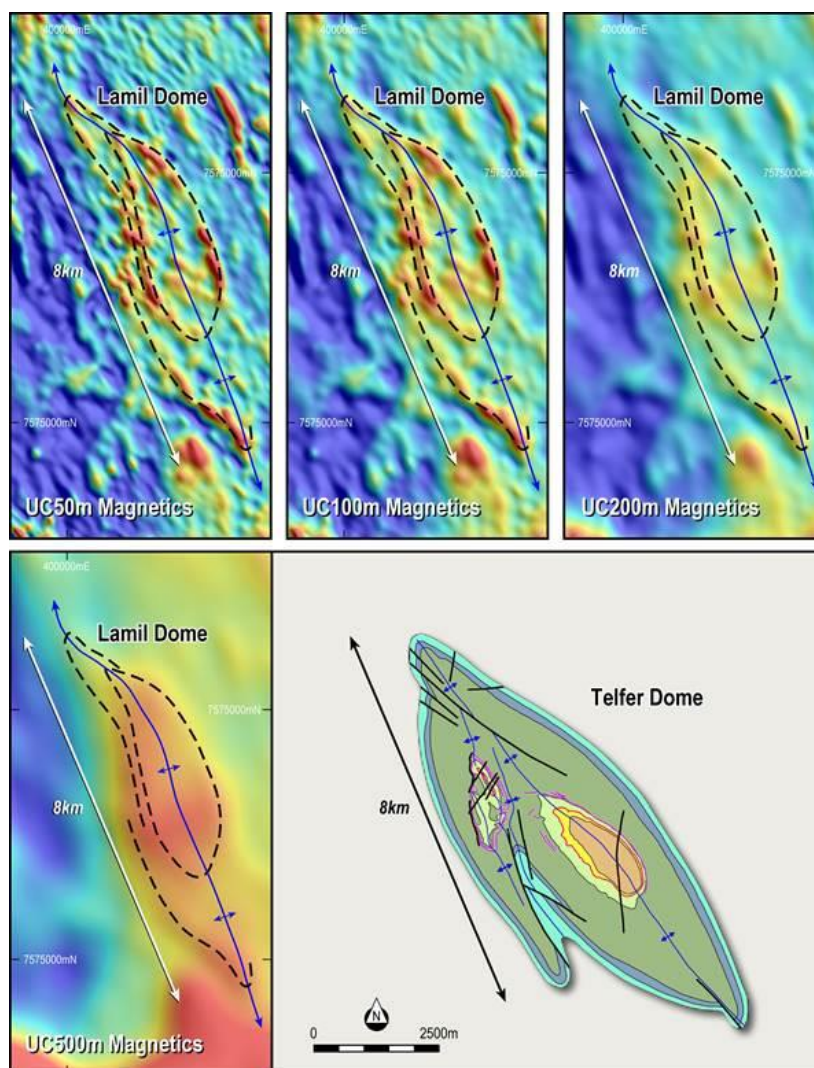 400000mE
Lamil Dome
7575000mN
8km
7575000mN
UC50m Magnetics
400000mE
Lamil Dome
7575000mN
8km
7575000mN
UC100m Magnetics
400000mE
Lamil Dome
7575000mN
8km
7575000mN
UC200m Magnetics
400000mE
Lamil Dome
7575000mN
8km
7575000mN
UC500m Magnetics
Telfer Dome
8km
N
0 2500m